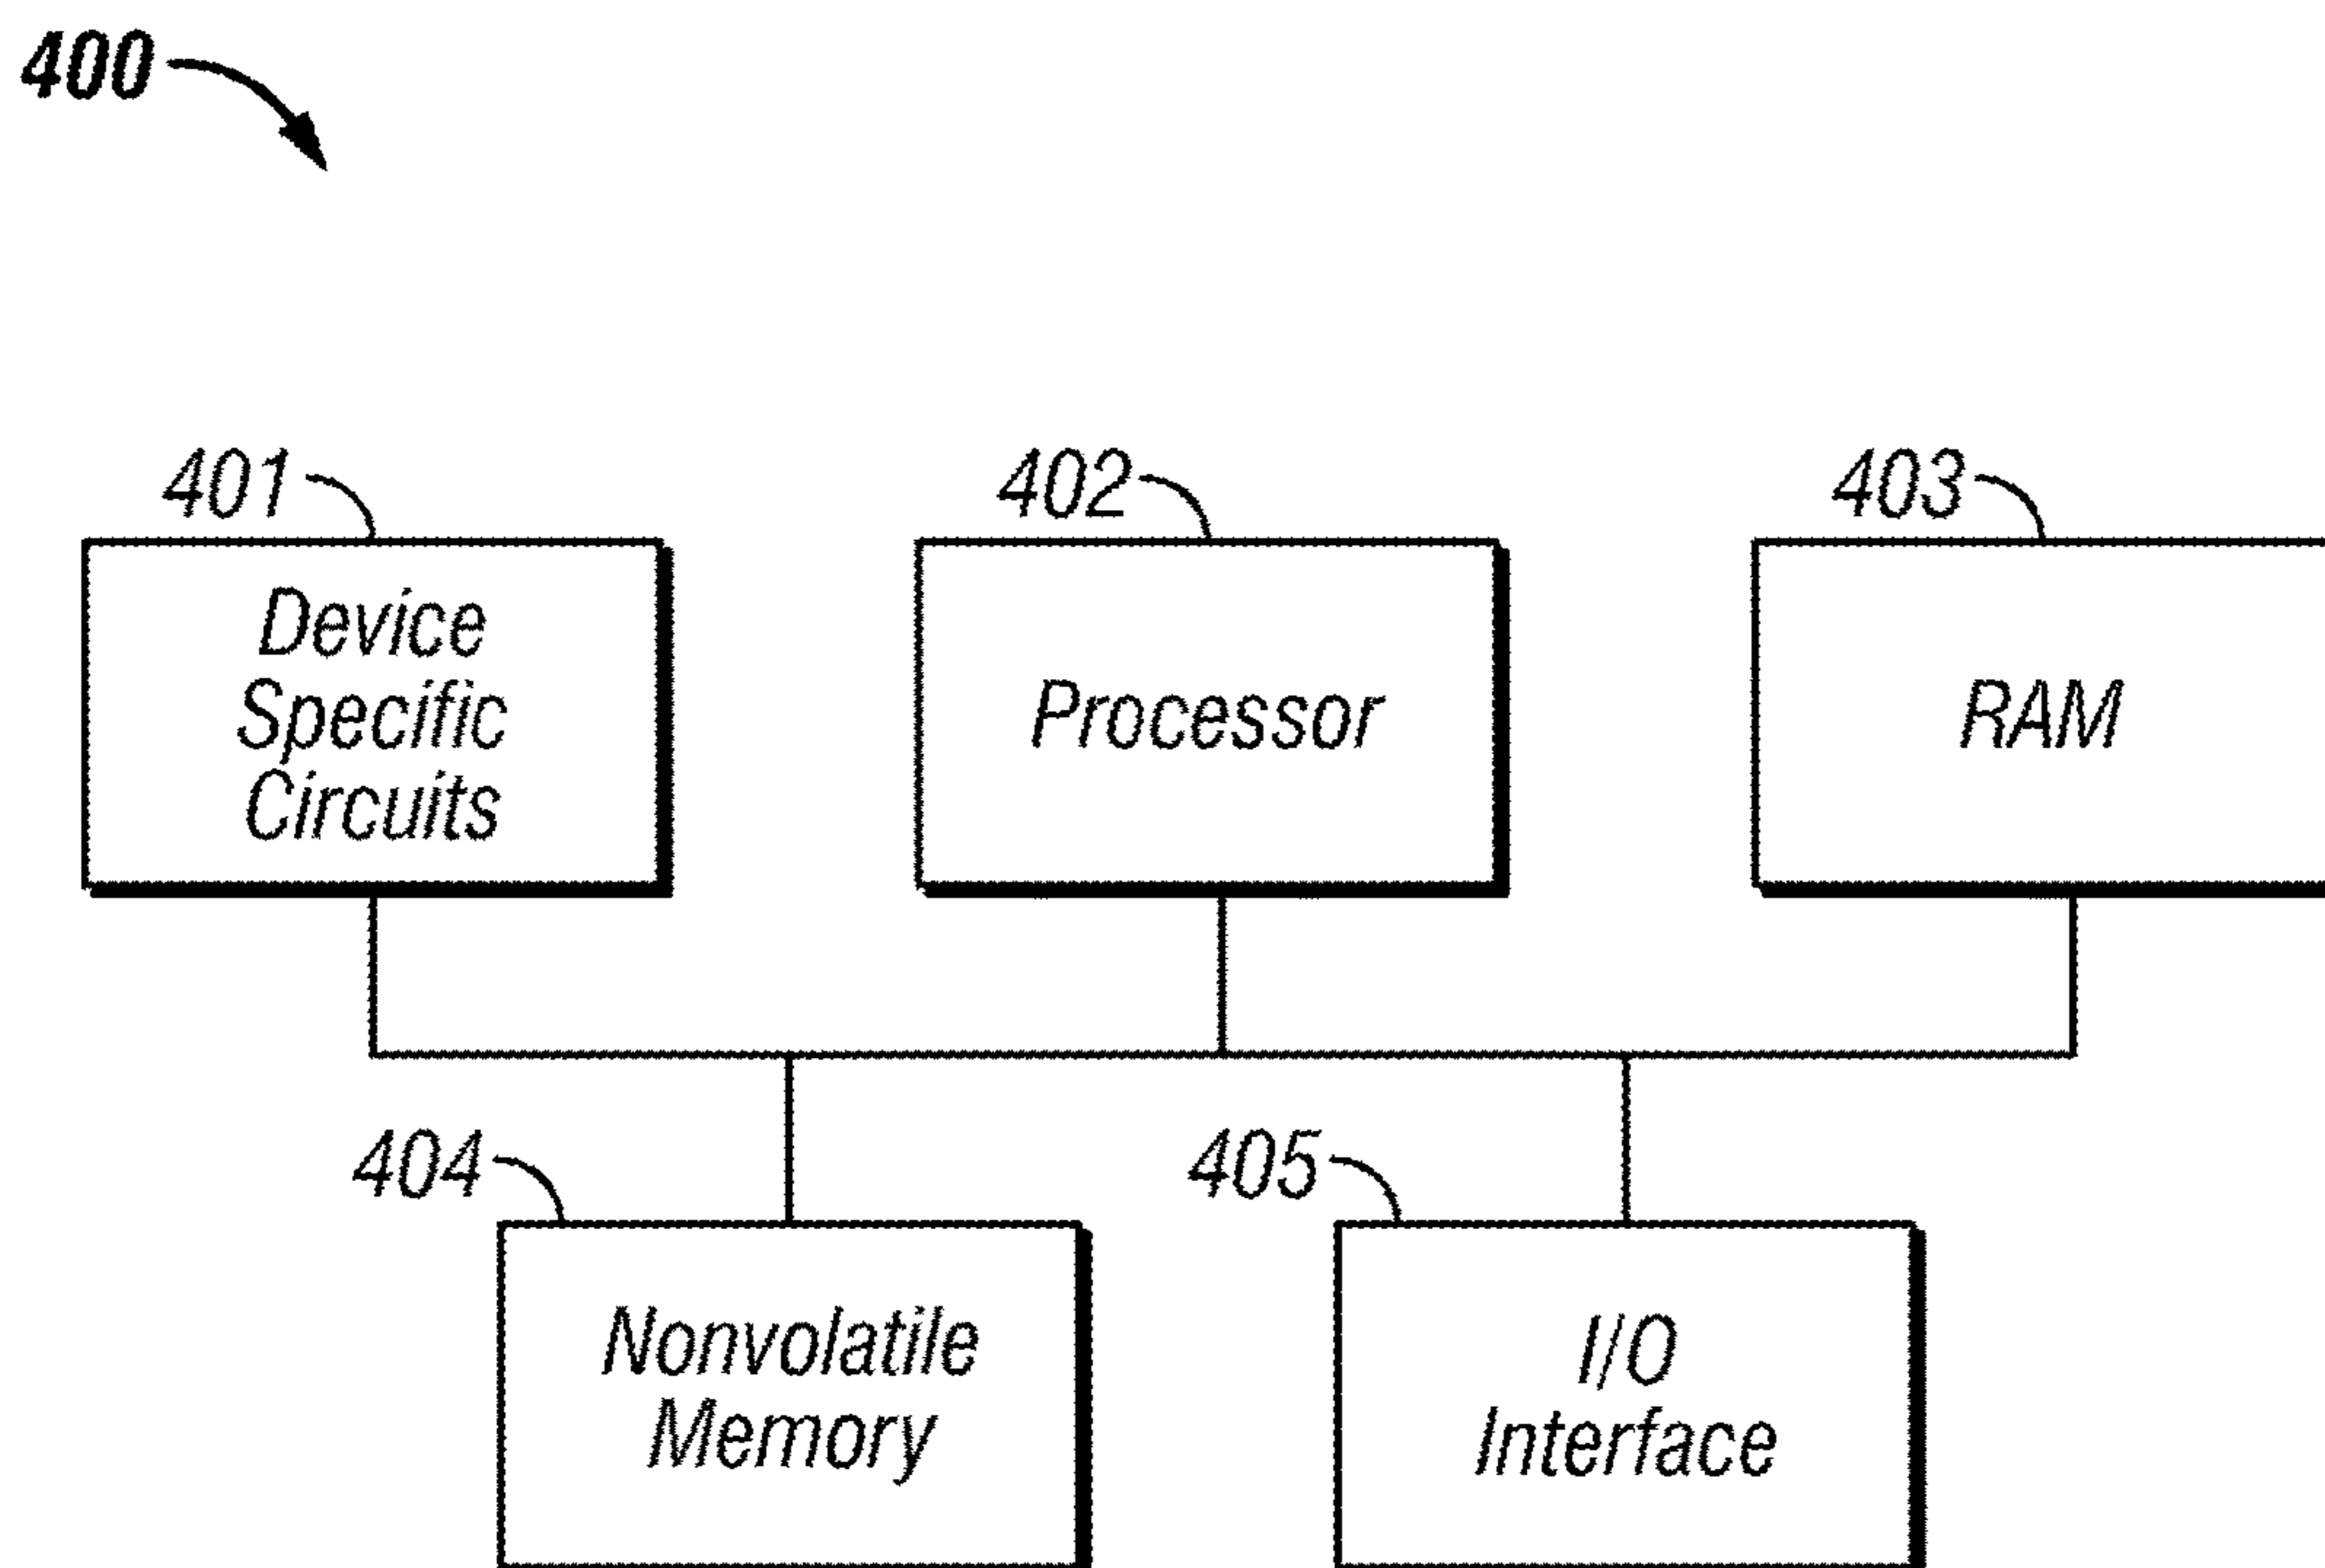 400
401
402
403
Device
Specific
Circuits
Processor
RAM
404
405
Nonvolatile
Memory
I/O
Interface